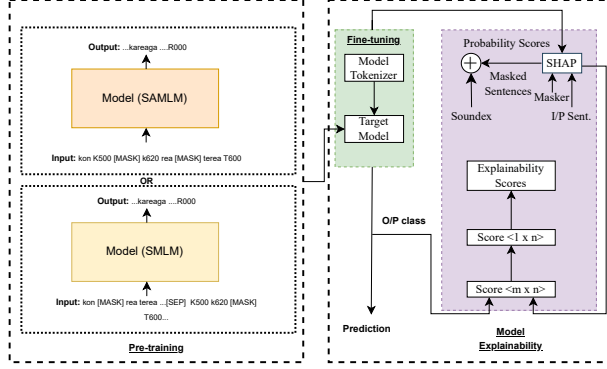 Output: ...kareaga ....R000
Model (SAMLM)
Input: kon K500 [MASK] k620 rea [MASK] terea T600
OR
Output: ...kareaga ....R000
Model (SMLM)
Input: kon [MASK] rea terea ...[SEP] K500 k620 [MASK]
T600...
Pre-training
Fine-tuning
Model
Tokenizer
Target
Model
O/P class
Prediction
Probability Scores
SHAP
Masked
Sentences
Masker
I/P Sent.
Soundex
Explainability
Scores
Score <1 x n>
Score <m x n>
Model
Explainability